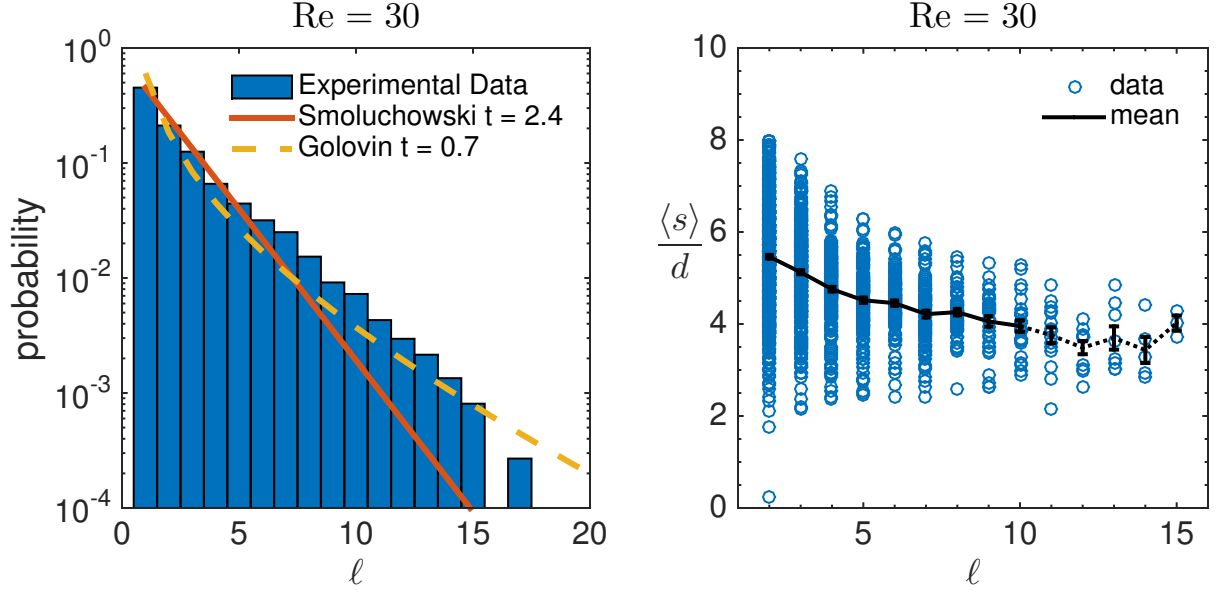 Re = 30
10^0
10^-1
10^-2
10^-3
10^-4
probability
Experimental Data
Smoluchowski t = 2.4
Golovin t = 0.7
0 5 10 15 20
ℓ
Re = 30
10
8
6
4
2
0
⟨s⟩
d
data
mean
5 10 15
ℓ